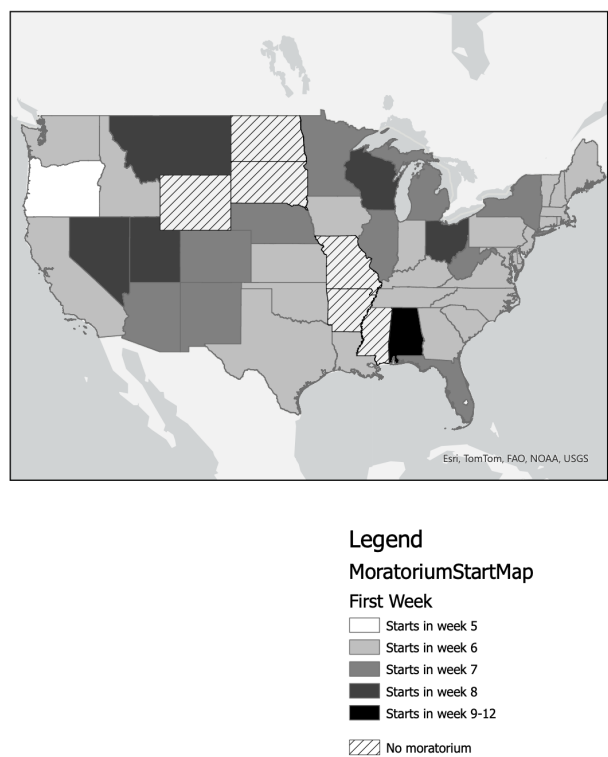 Esri, TomTom, FAO, NOAA, USGS
Legend
MoratoriumStartMap
First Week
Starts in week 5
Starts in week 6
Starts in week 7
Starts in week 8
Starts in week 9-12
No moratorium